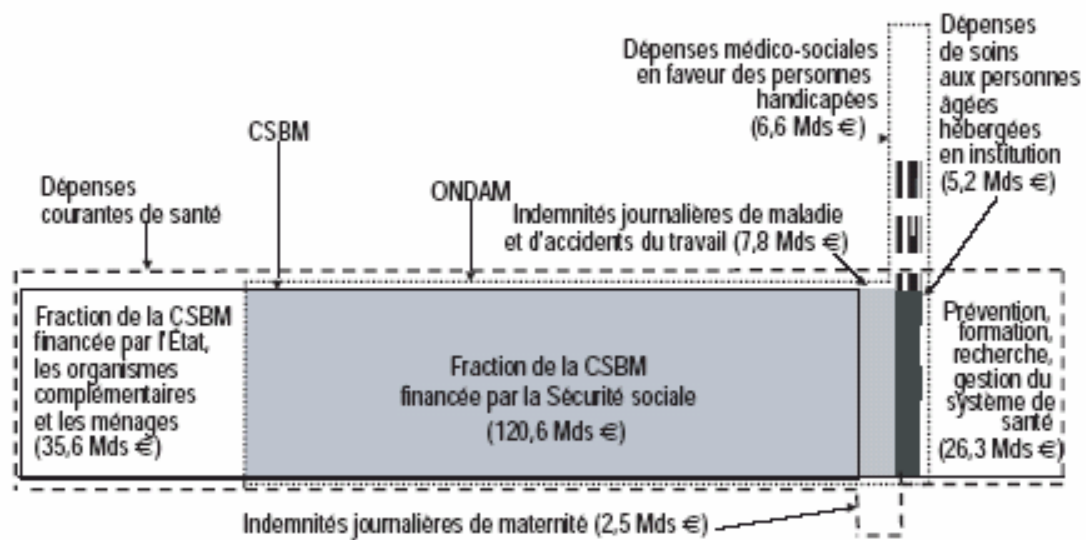 Dépenses médico-sociales
en faveur des personnes
handicapées
(6,6 Mds €)
Dépenses
de soins
aux personnes
âgées
hébergées
en institution
(5,2 Mds €)
CSBM
Dépenses
courantes de santé
ONDAM
Indemnités journalières de maladie
et d'accidents du travail (7,8 Mds €)
Fraction de la CSBM
financée par l'État,
les organismes
complémentaires
et les ménages
(35,6 Mds €)
Fraction de la CSBM
financée par la Sécurité sociale
(120,6 Mds €)
Prévention,
formation,
recherche,
gestion du
système de
santé
(26,3 Mds €)
Indemnités journalières de maternité (2,5 Mds €)